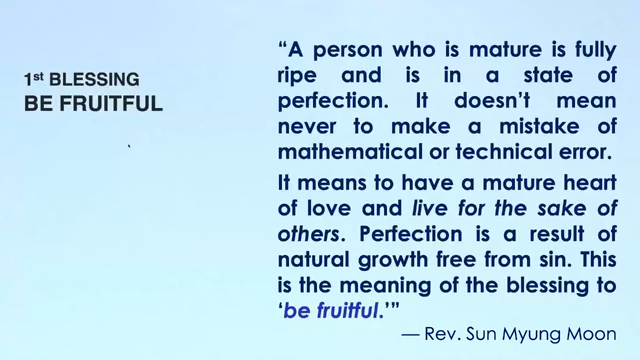 1st BLESSING
BE FRUITFUL
“A person who is mature is fully
ripe and is in a state of
perfection. It doesn’t mean
never to make a mistake of
mathematical or technical error.
It means to have a mature heart
of love and live for the sake of
others. Perfection is a result of
natural growth free from sin. This
is the meaning of the blessing to
‘be fruitful.’”
— Rev. Sun Myung Moon